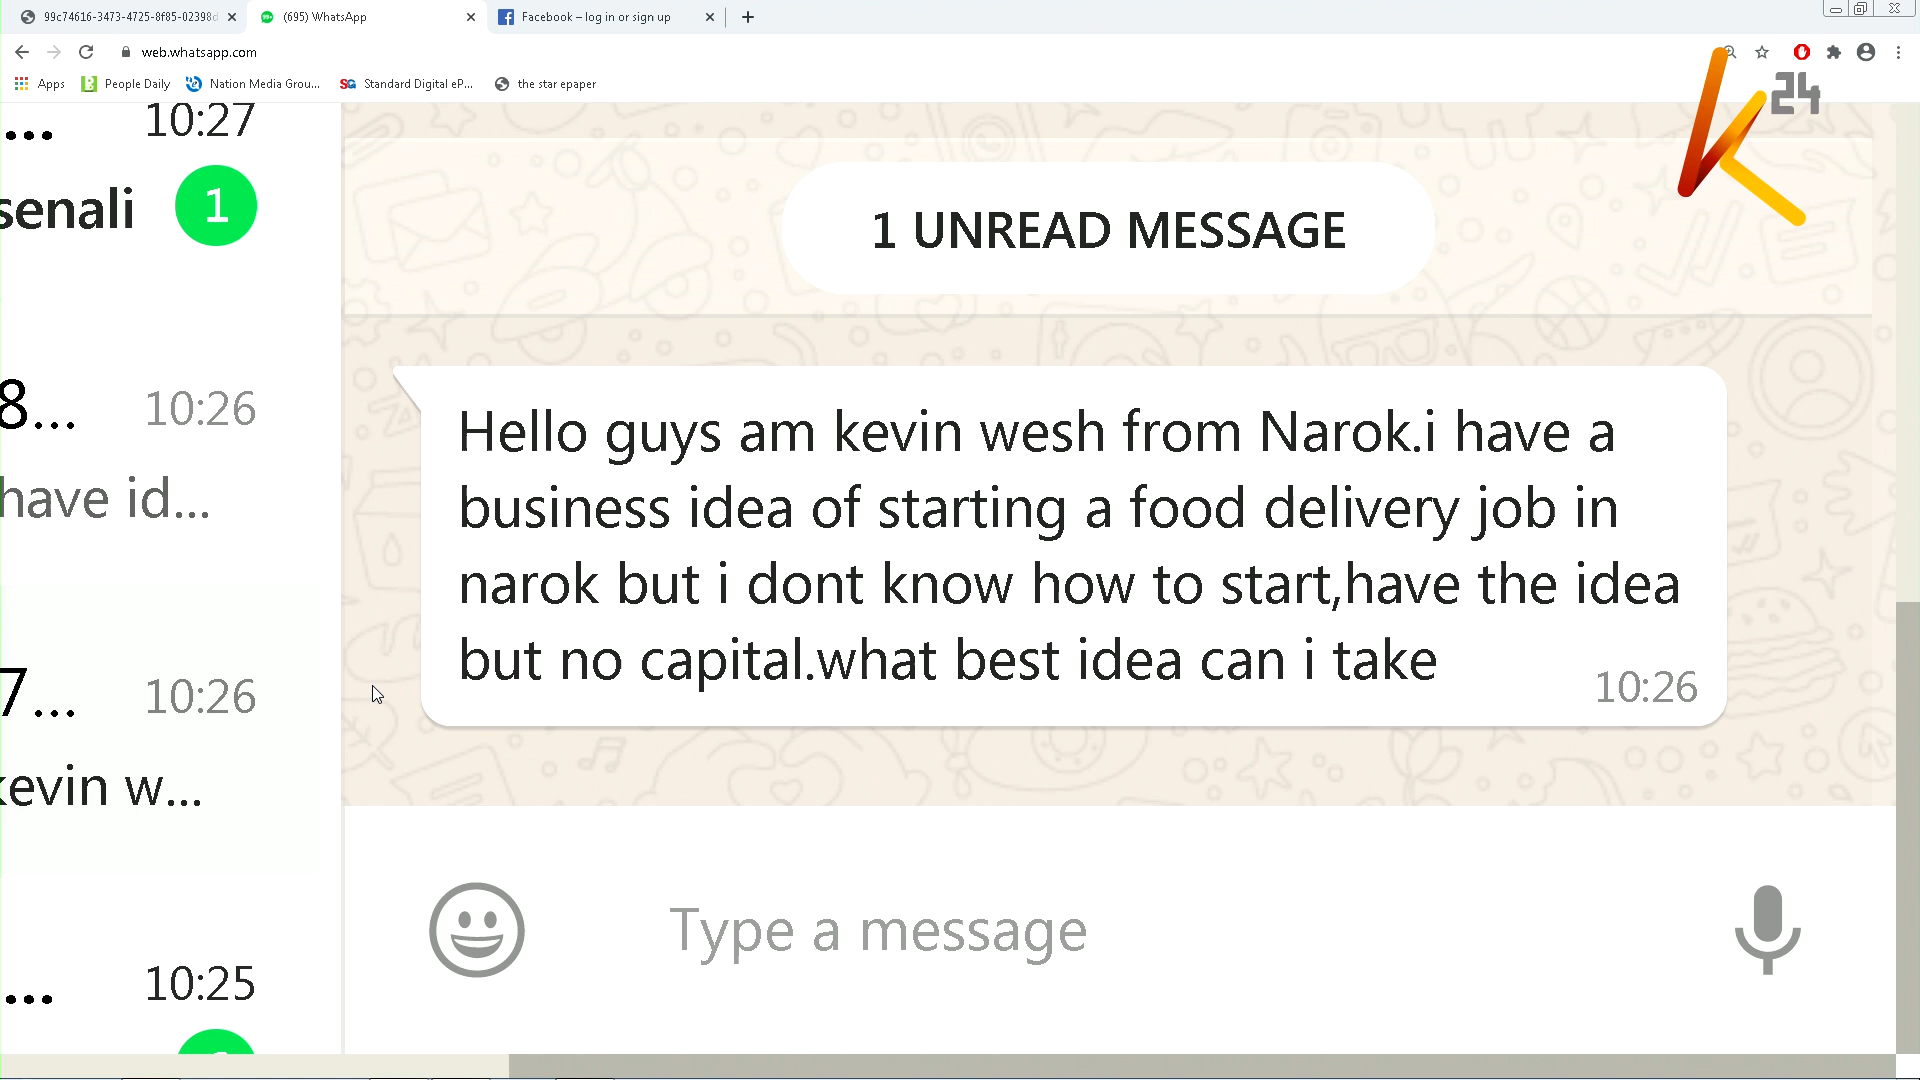 99c74616-3473-4725-8f85-02398d
(695) WhatsApp
Facebook – log in or sign up
web.whatsapp.com
Apps
People Daily
Nation Media Grou...
Standard Digital eP...
the star epaper
24
... 10:27
senali 1
8... 10:26
have id...
7... 10:26
kevin w...
... 10:25
1 UNREAD MESSAGE
Hello guys am kevin wesh from Narok.i have a
business idea of starting a food delivery job in
narok but i dont know how to start,have the idea
but no capital.what best idea can i take
10:26
Type a message